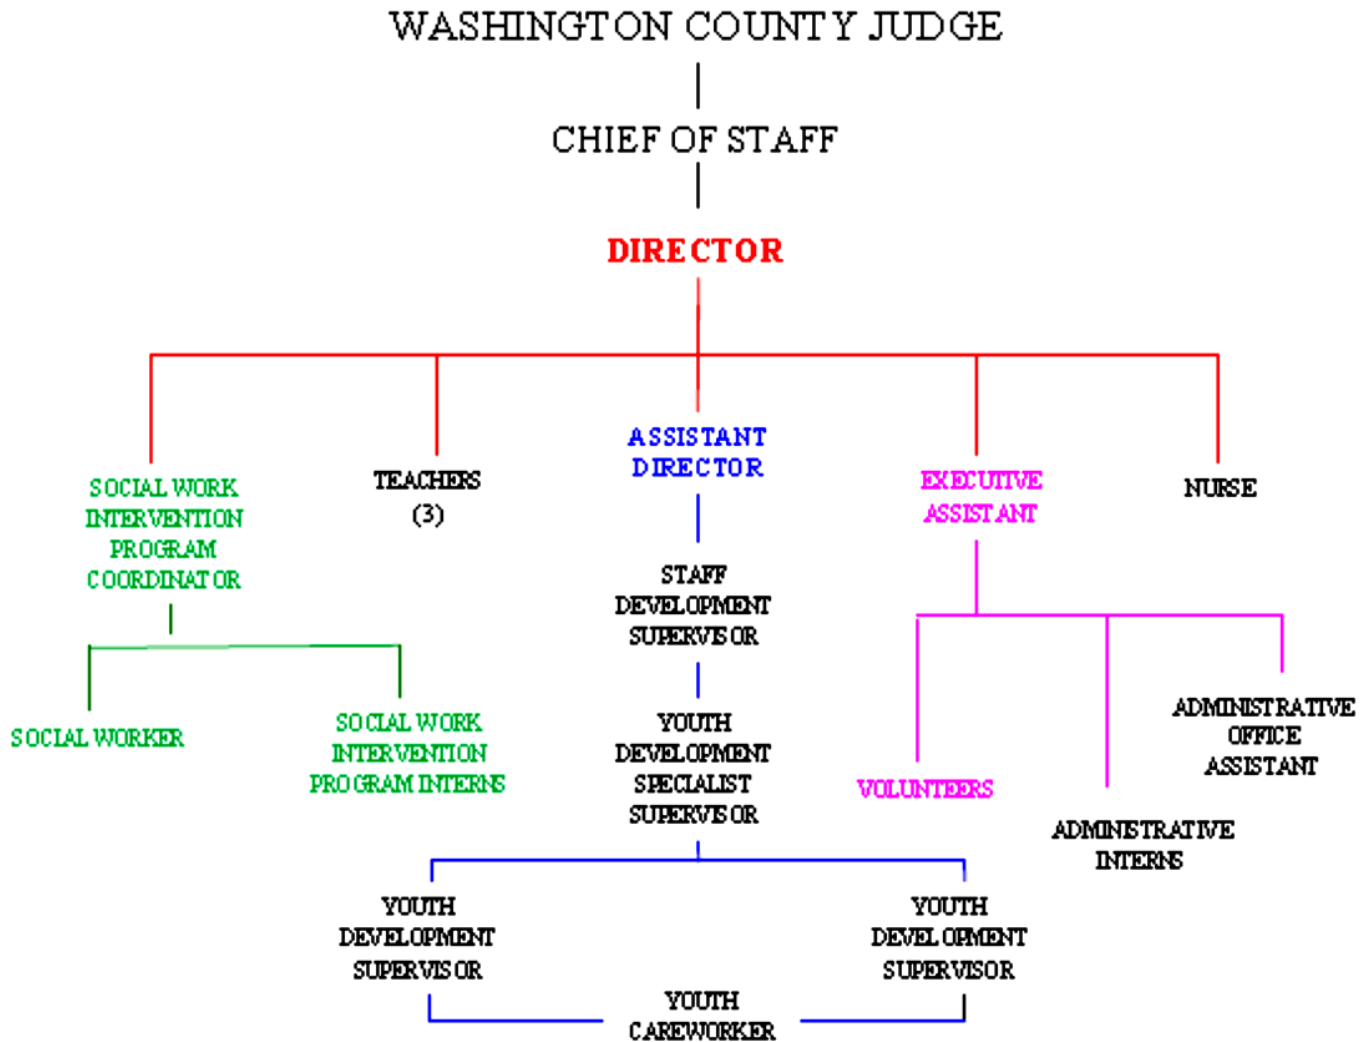 WASHINGTON COUNTY JUDGE
CHIEF OF STAFF
DIRECTOR
SOCIAL WORK
INTERVENTION
PROGRAM
COORDINATOR
TEACHERS
(3)
ASSISTANT
DIRECTOR
EXECUTIVE
ASSISTANT
NURSE
STAFF
DEVELOPMENT
SUPERVISOR
SOCIAL WORKER
SOCIAL WORK
INTERVENTION
PROGRAM INTERNS
YOUTH
DEVELOPMENT
SPECIALIST
SUPERVISOR
VOLUNTEERS
ADMINISTRATIVE
INTERNS
ADMINISTRATIVE
OFFICE
ASSISTANT
YOUTH
DEVELOPMENT
SUPERVISOR
YOUTH
DEVELOPMENT
SUPERVISOR
YOUTH
CAREWORKER